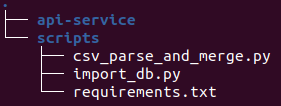 .
├── api-service
└── scripts
    ├── csv_parse_and_merge.py
    ├── import_db.py
    └── requirements.txt